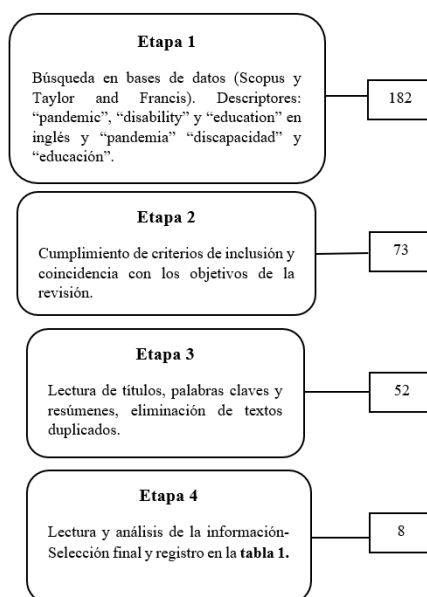 Etapa 1
Búsqueda en bases de datos (Scopus y
Taylor and Francis). Descriptores:
“pandemic”, “disability” y “education” en
inglés y “pandemia” “discapacidad” y
“educación”.
182
Etapa 2
Cumplimiento de criterios de inclusión y
coincidencia con los objetivos de la
revisión.
73
Etapa 3
Lectura de títulos, palabras claves y
resúmenes, eliminación de textos
duplicados.
52
Etapa 4
Lectura y análisis de la información-
Selección final y registro en la tabla 1.
8